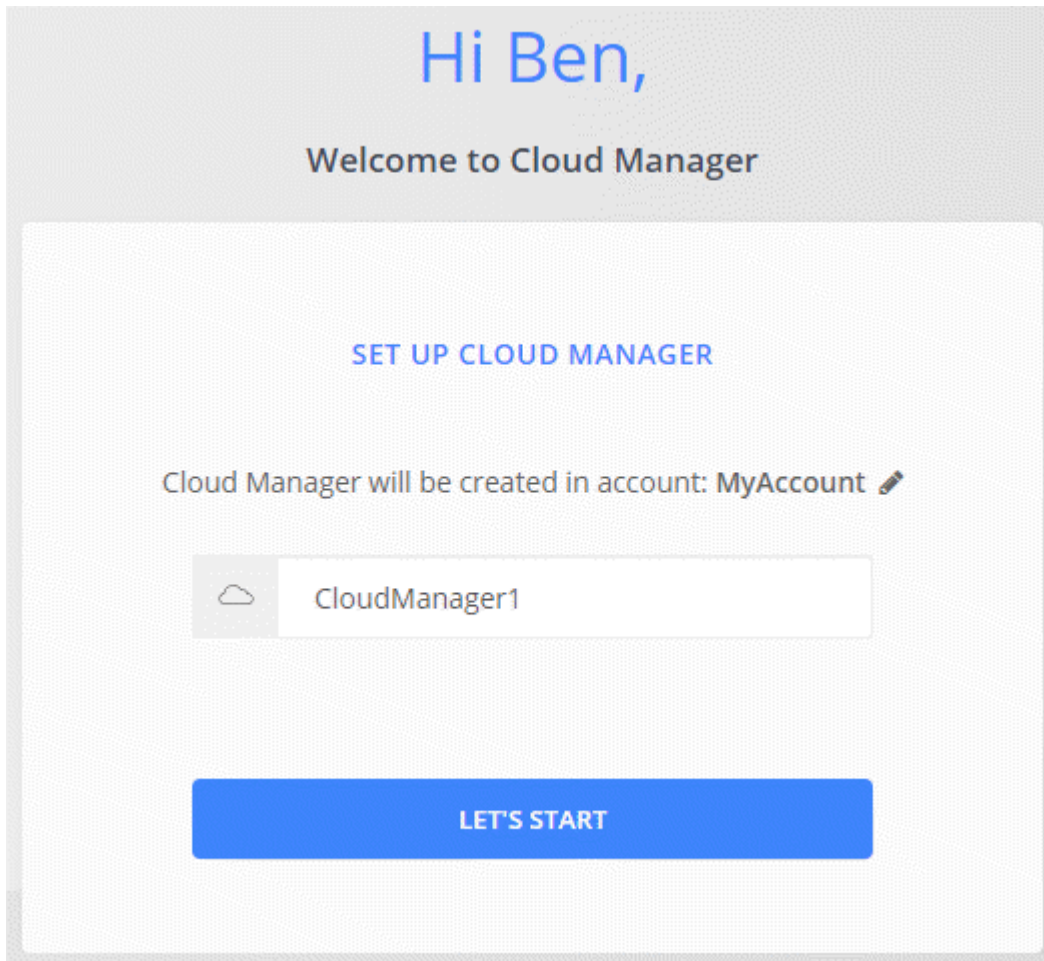 Hi Ben,
Welcome to Cloud Manager
SET UP CLOUD MANAGER
Cloud Manager will be created in account: MyAccount
CloudManager1
LET'S START